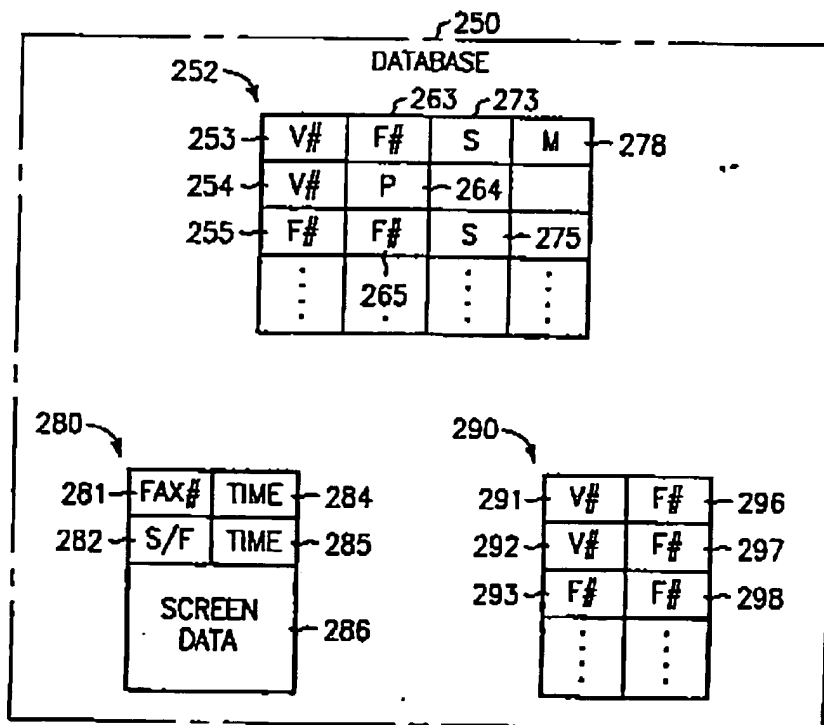 250
DATABASE
252
263 273
253 V# F# S M 278
254 V# P 264
255 F# F# S 275
265
280
281 FAX# TIME 284
282 S/F TIME 285
SCREEN DATA 286
290
291 V# F# 296
292 V# F# 297
293 F# F# 298